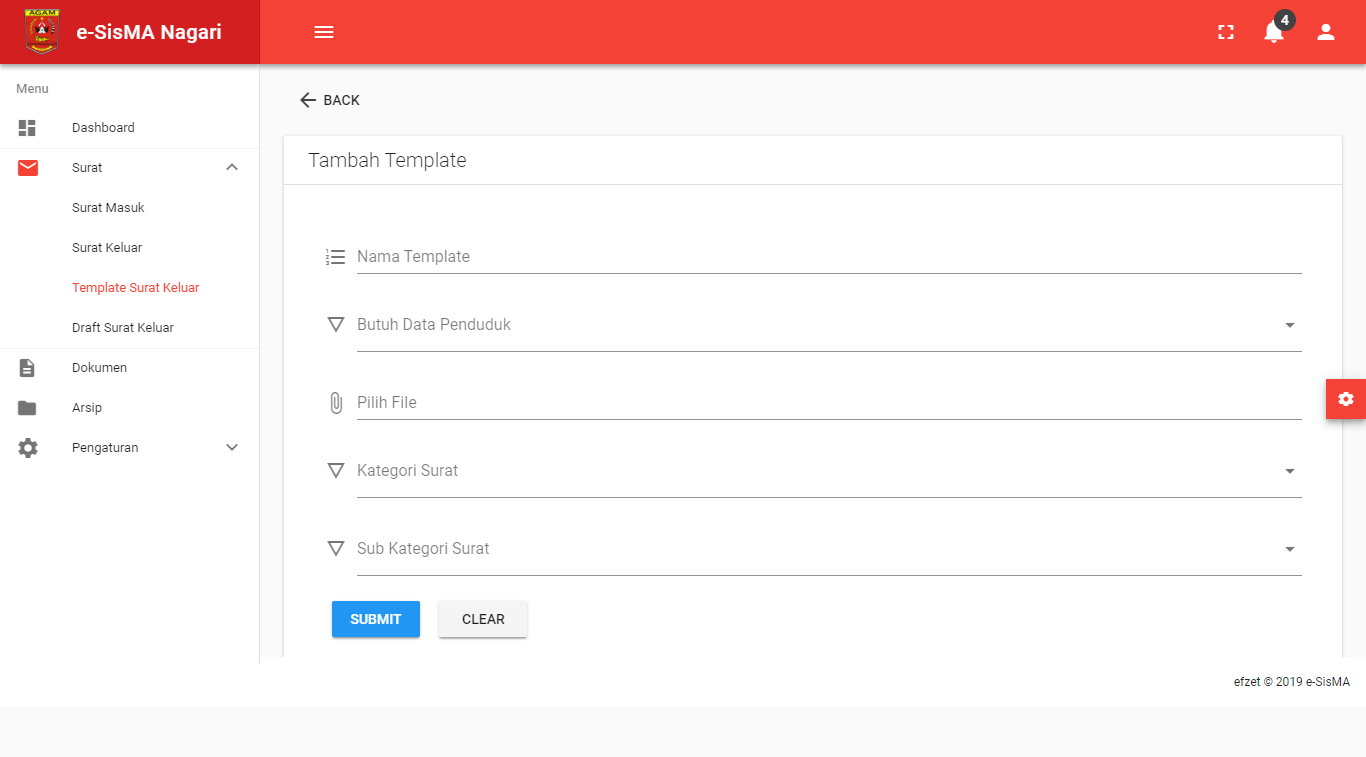 AGAM
e-SisMA Nagari
4
Menu
Dashboard
Surat
Surat Masuk
Surat Keluar
Template Surat Keluar
Draft Surat Keluar
Dokumen
Arsip
Pengaturan
BACK
Tambah Template
Nama Template
Butuh Data Penduduk
Pilih File
Kategori Surat
Sub Kategori Surat
SUBMIT
CLEAR
efzet © 2019 e-SisMA